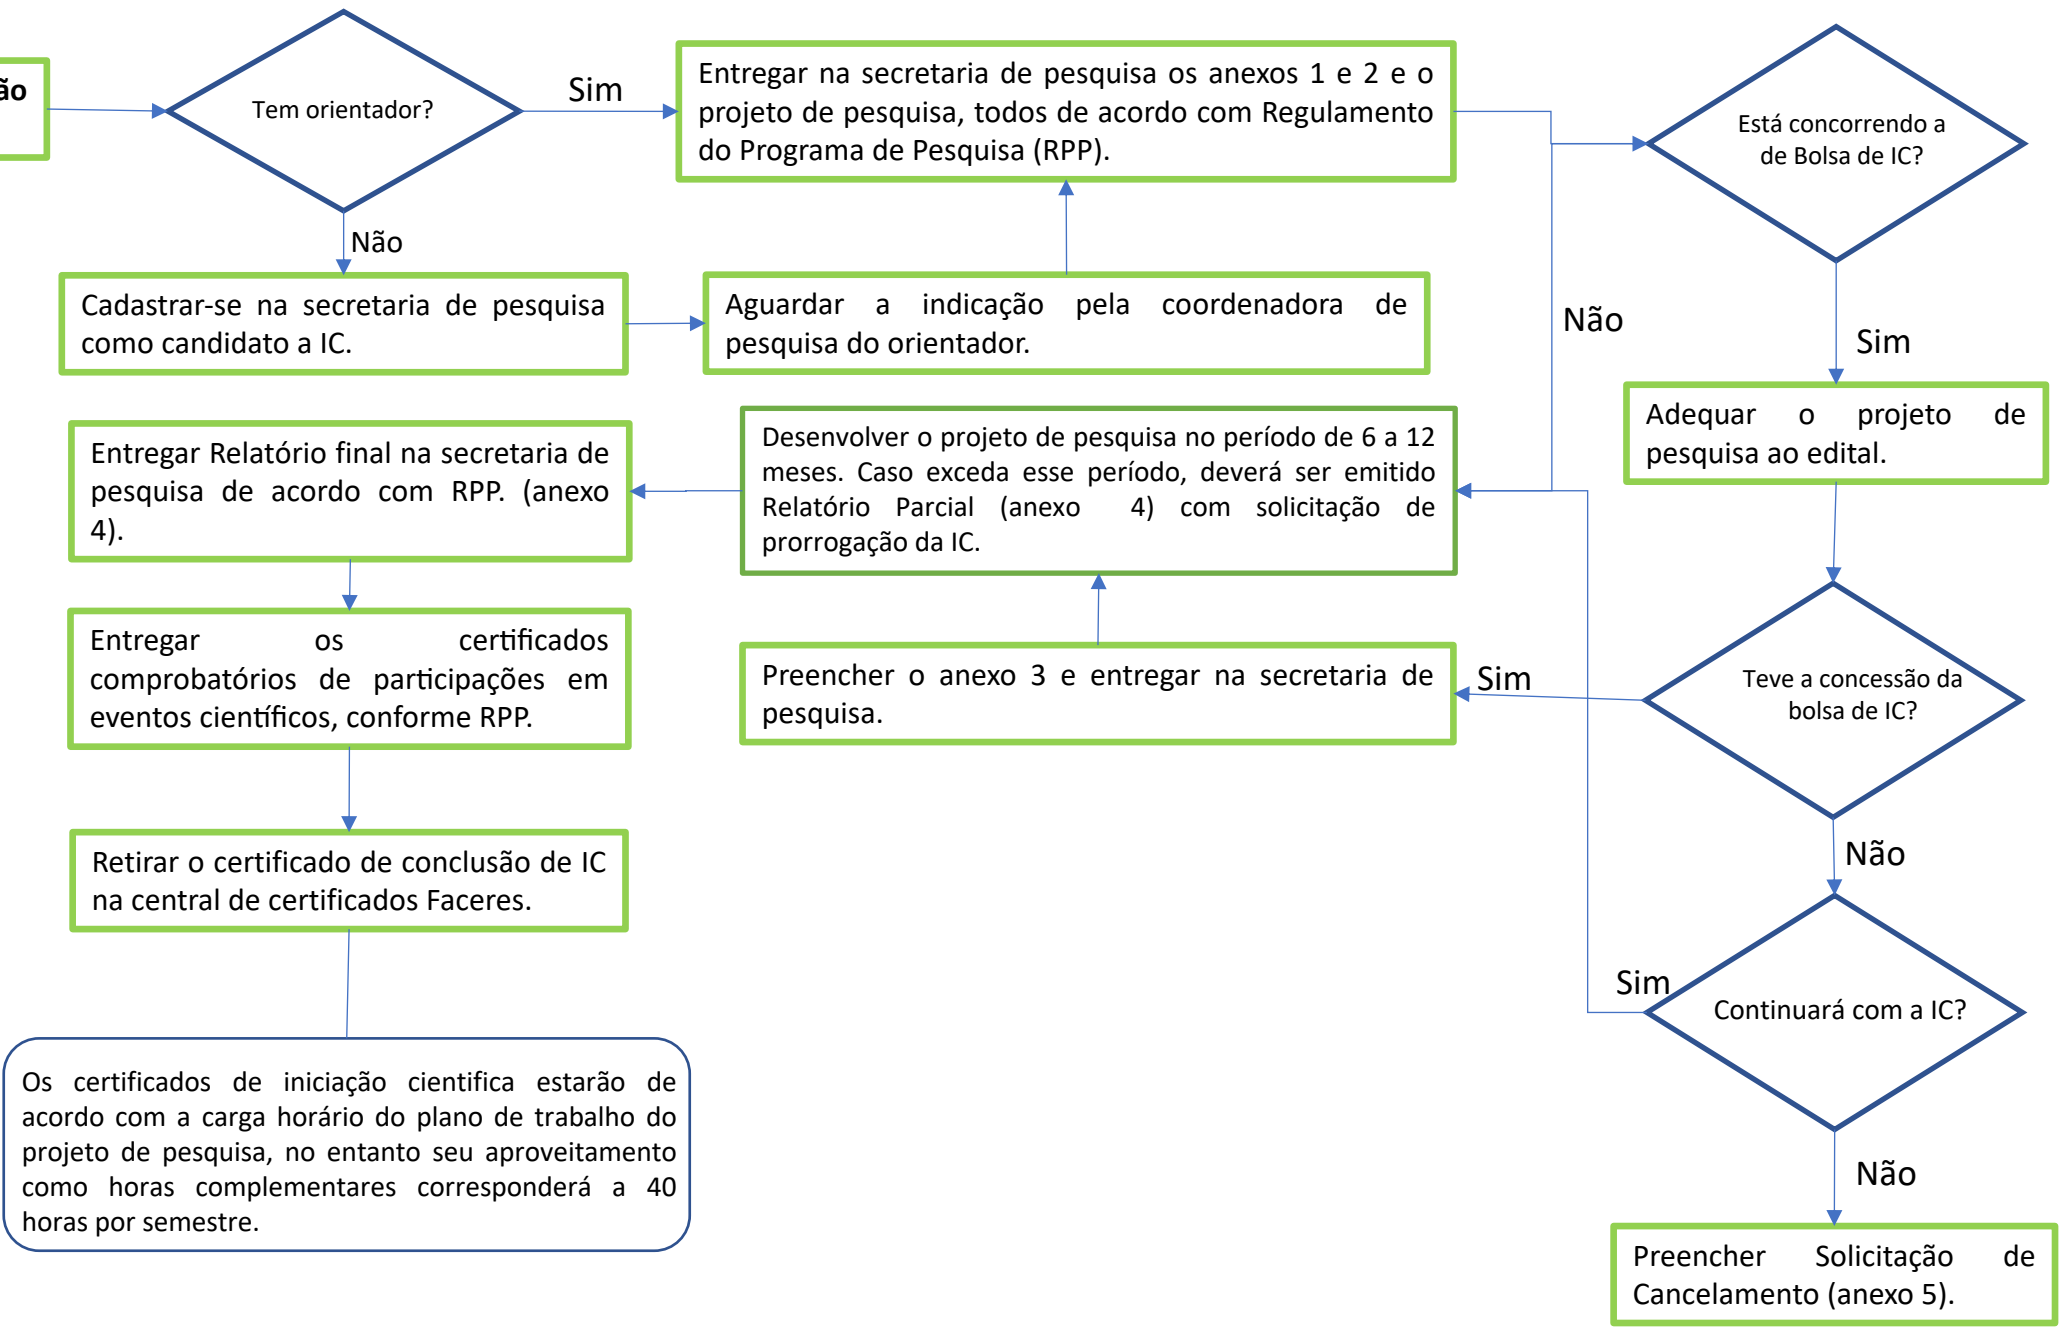 ão
Tem orientador?
Sim
Entregar na secretaria de pesquisa os anexos 1 e 2 e o
projeto de pesquisa, todos de acordo com Regulamento
do Programa de Pesquisa (RPP).
Está concorrendo a
de Bolsa de IC?
Não
Cadastrar-se na secretaria de pesquisa
como candidato a IC.
Aguardar a indicação pela coordenadora de
pesquisa do orientador.
Não
Sim
Adequar o projeto de
pesquisa ao edital.
Entregar Relatório final na secretaria de
pesquisa de acordo com RPP. (anexo
4).
Desenvolver o projeto de pesquisa no período de 6 a 12
meses. Caso exceda esse período, deverá ser emitido
Relatório Parcial (anexo 4) com solicitação de
prorrogação da IC.
Entregar os certificados
comprobatórios de participações em
eventos científicos, conforme RPP.
Preencher o anexo 3 e entregar na secretaria de
pesquisa.
Sim
Teve a concessão da
bolsa de IC?
Não
Retirar o certificado de conclusão de IC
na central de certificados Faceres.
Sim
Continuará com a IC?
Os certificados de iniciação cientifica estarão de
acordo com a carga horário do plano de trabalho do
projeto de pesquisa, no entanto seu aproveitamento
como horas complementares corresponderá a 40
horas por semestre.
Não
Preencher Solicitação de
Cancelamento (anexo 5).